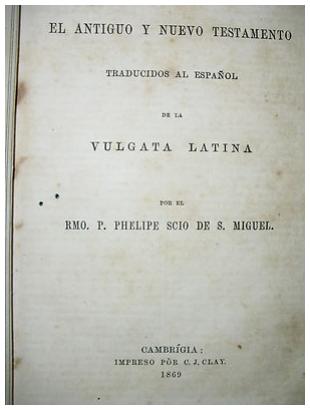 EL ANTIGUO Y NUEVO TESTAMENTO
TRADUCIDOS AL ESPAÑOL
DE LA
VULGATA LATINA
POR EL
RMO. P. PHELIPE SCIO DE S. MIGUEL.
CAMBRÍGIA:
IMPRESO PÖR C. J. CLAY.
1869